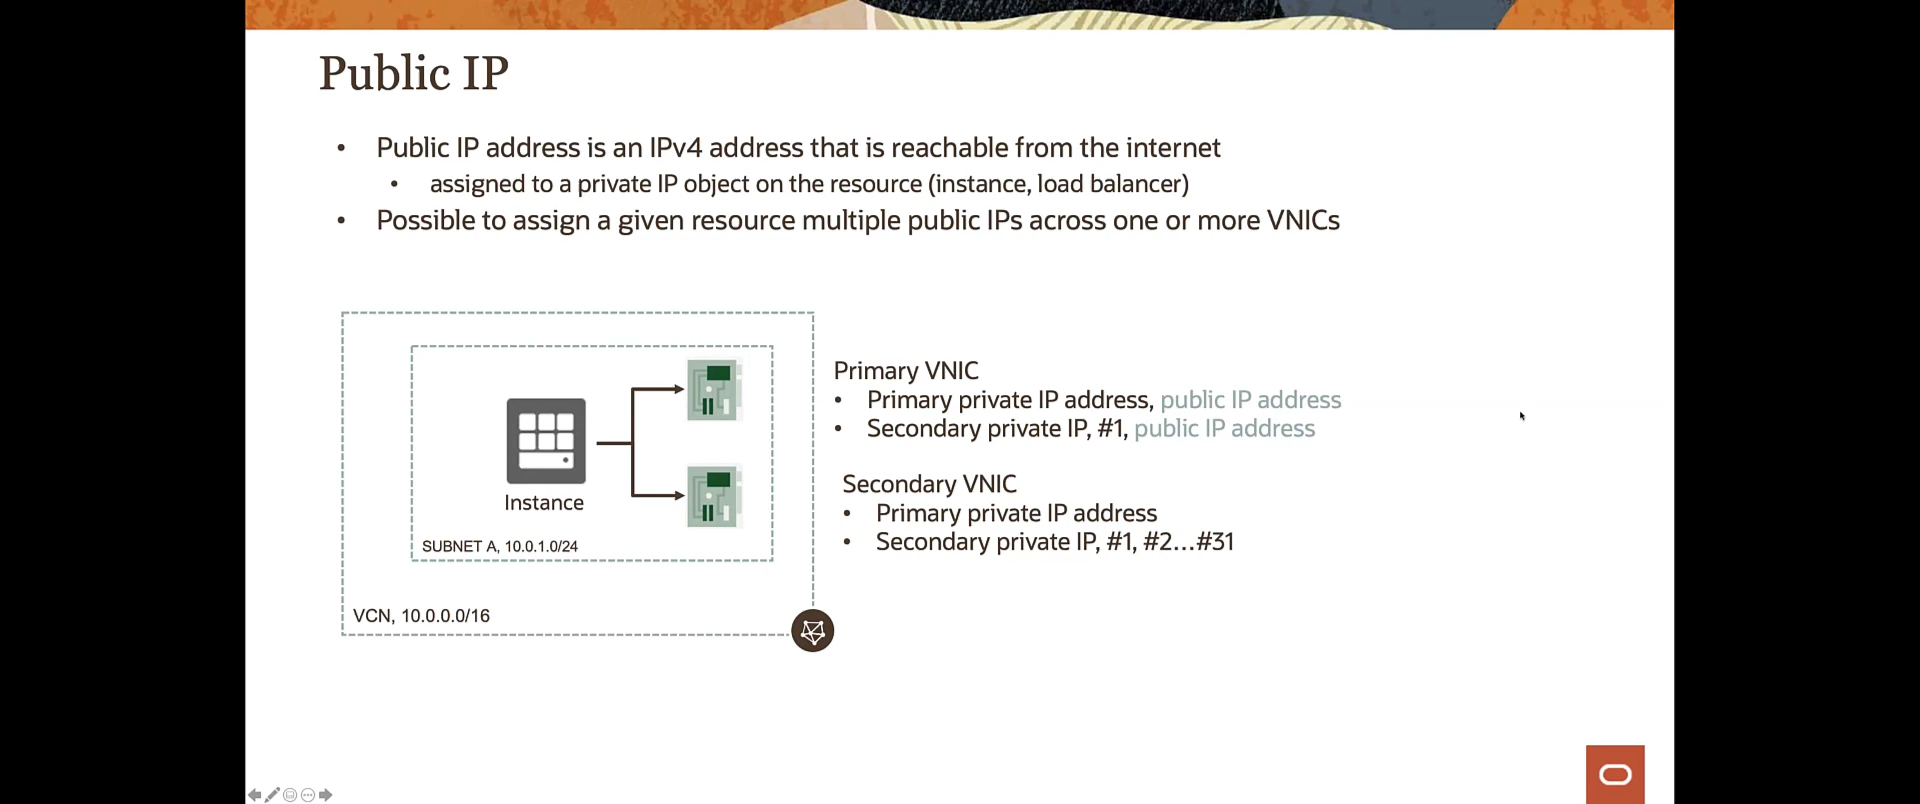 Public IP
• Public IP address is an IPv4 address that is reachable from the internet
• assigned to a private IP object on the resource (instance, load balancer)
• Possible to assign a given resource multiple public IPs across one or more VNICs
Instance
SUBNET A, 10.0.1.0/24
VCN, 10.0.0.0/16
Primary VNIC
• Primary private IP address, public IP address
• Secondary private IP, #1, public IP address
Secondary VNIC
• Primary private IP address
• Secondary private IP, #1, #2...#31